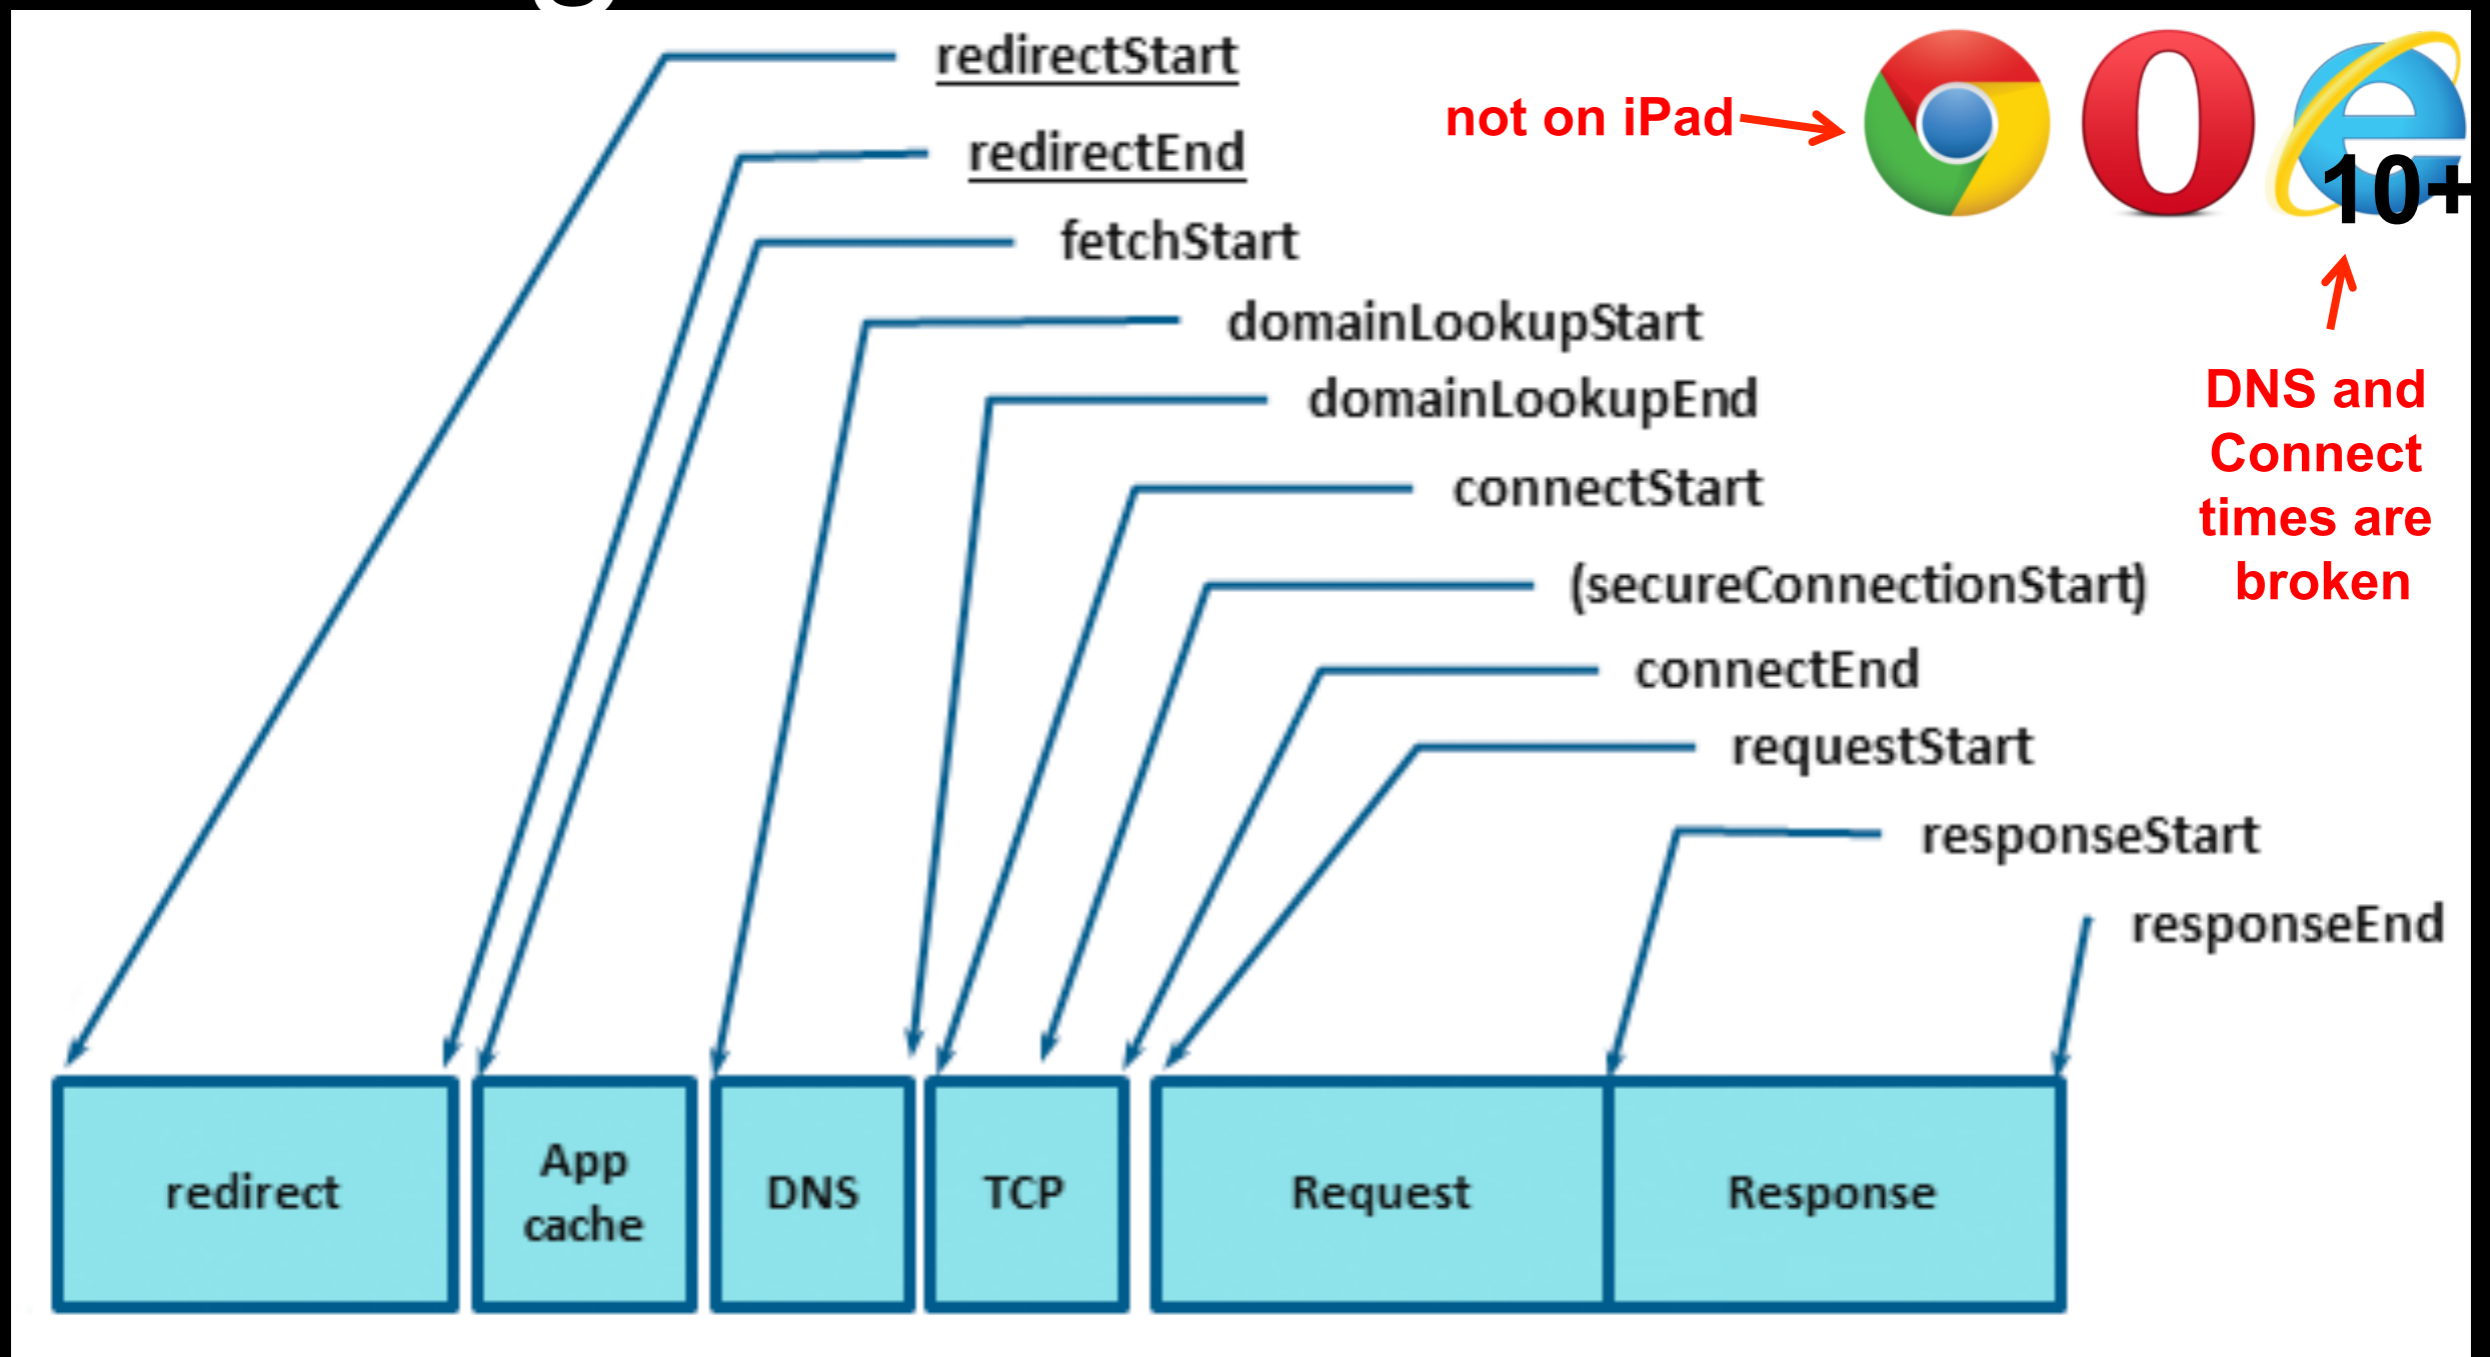 redirectStart
redirectEnd
fetchStart
domainLookupStart
domainLookupEnd
connectStart
(secureConnectionStart)
connectEnd
requestStart
responseStart
responseEnd
not on iPad
10+
DNS and
Connect
times are
broken
redirect
App
cache
DNS
TCP
Request
Response